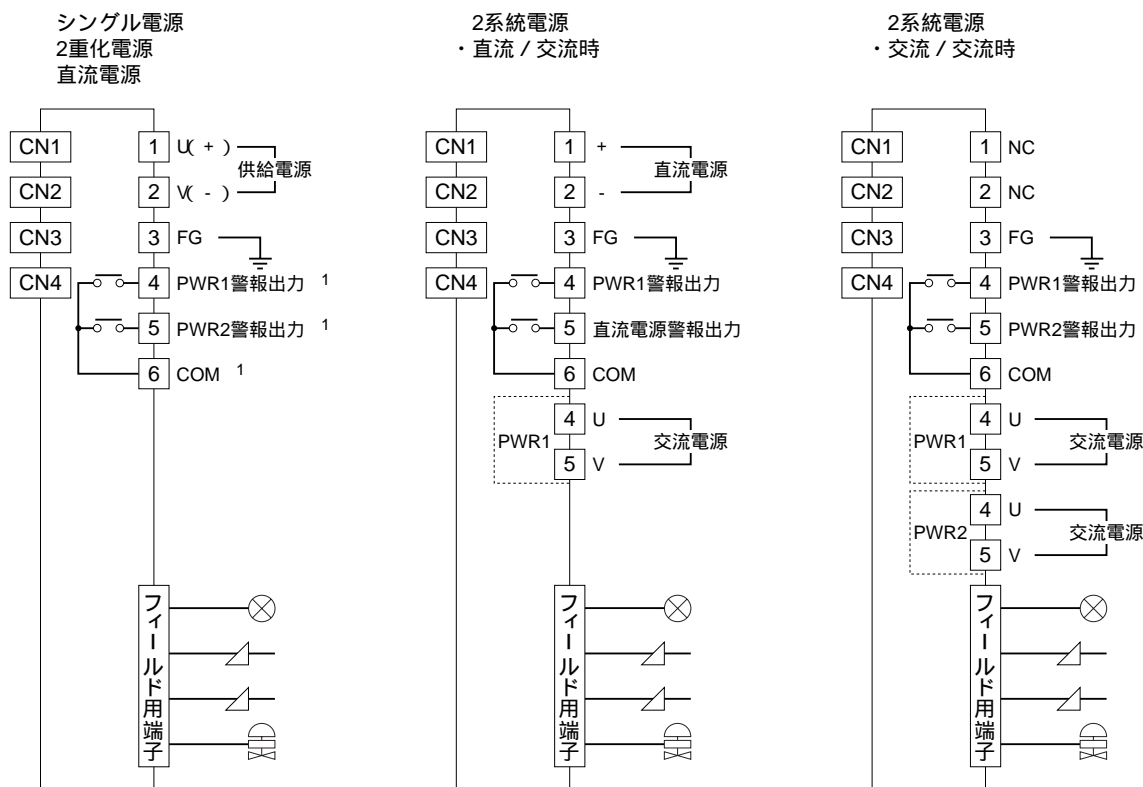 シングル電源
2重化電源
直流電源
CN1
CN2
CN3
CN4
1 U( + )
供給電源
2 V( - )
3 FG
4 PWR1警報出力 1
5 PWR2警報出力 1
6 COM 1
フィールド用端子
2系統電源
・直流 / 交流時
CN1
CN2
CN3
CN4
1 +
直流電源
2 -
3 FG
4 PWR1警報出力
5 直流電源警報出力
6 COM
PWR1
4 U
交流電源
5 V
フィールド用端子
2系統電源
・交流 / 交流時
CN1
CN2
CN3
CN4
1 NC
2 NC
3 FG
4 PWR1警報出力
5 PWR2警報出力
6 COM
PWR1
4 U
交流電源
5 V
PWR2
4 U
交流電源
5 V
フィールド用端子